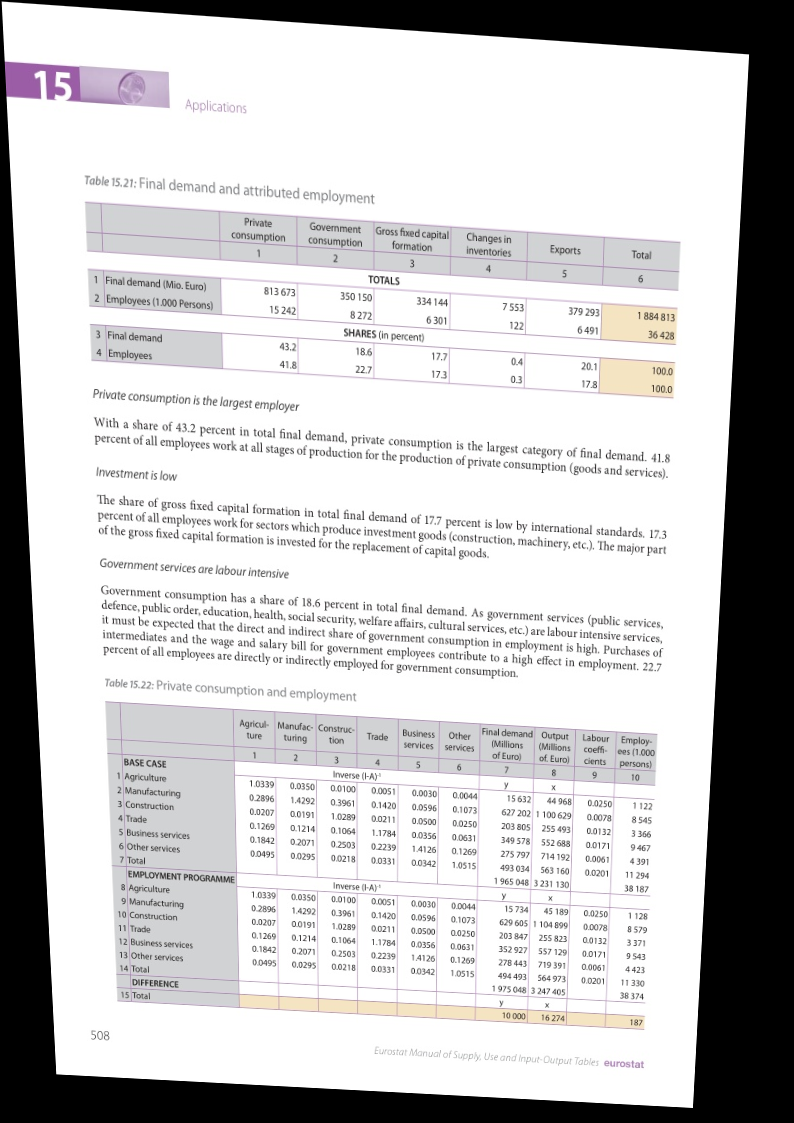 15
Applications
Table 15.21: Final demand and attributed employment
Private consumption Government consumption Gross fixed capital formation Changes in inventories Exports Total
1 2 3 4 5 6
TOTALS
1 Final demand (Mio. Euro) 813 673 350 150 334 144 7 553 379 293 1 884 813
2 Employees (1.000 Persons) 15 242 8 272 6 301 122 6 491 36 428
SHARES (in percent)
3 Final demand 43.2 18.6 17.7 0.4 20.1 100.0
4 Employees 41.8 22.7 17.3 0.3 17.8 100.0
Private consumption is the largest employer
With a share of 43.2 percent in total final demand, private consumption is the largest category of final demand. 41.8
percent of all employees work at all stages of production for the production of private consumption (goods and services).
Investment is low
The share of gross fixed capital formation in total final demand of 17.7 percent is low by international standards. 17.3
percent of all employees work for sectors which produce investment goods (construction, machinery, etc.). The major part
of the gross fixed capital formation is invested for the replacement of capital goods.
Government services are labour intensive
Government consumption has a share of 18.6 percent in total final demand. As government services (public services,
defence, public order, education, health, social security, welfare affairs, cultural services, etc.) are labour intensive services,
it must be expected that the direct and indirect share of government consumption in employment is high. Purchases of
intermediates and the wage and salary bill for government employees contribute to a high effect in employment. 22.7
percent of all employees are directly or indirectly employed for government consumption.
Table 15.22: Private consumption and employment
Agricul-ture Manufac-turing Construc-tion Trade Business services Other services Final demand (Millions of Euro) Output (Millions of. Euro) Labour coeffi-cients Employ-ees (1.000 persons)
1 2 3 4 5 6 7 8 9 10
BASE CASE Inverse (I-A)⁻¹ y x
1 Agriculture 1.0339 0.0350 0.0100 0.0051 0.0030 0.0044 15 632 44 968 0.0250 1 122
2 Manufacturing 0.2896 1.4292 0.3961 0.1420 0.0596 0.1073 627 202 1 100 629 0.0078 8 545
3 Construction 0.0207 0.0191 1.0289 0.0211 0.0500 0.0250 203 805 255 493 0.0132 3 366
4 Trade 0.1269 0.1214 0.1064 1.1784 0.0356 0.0631 349 578 552 688 0.0171 9 467
5 Business services 0.1842 0.2071 0.2503 0.2239 1.4126 0.1269 275 797 714 192 0.0061 4 391
6 Other services 0.0495 0.0295 0.0218 0.0331 0.0342 1.0515 493 034 563 160 0.0201 11 294
7 Total 1 965 048 3 231 130 38 187
EMPLOYMENT PROGRAMME Inverse (I-A)⁻¹ y x
8 Agriculture 1.0339 0.0350 0.0100 0.0051 0.0030 0.0044 15 734 45 189 0.0250 1 128
9 Manufacturing 0.2896 1.4292 0.3961 0.1420 0.0596 0.1073 629 605 1 104 899 0.0078 8 579
10 Construction 0.0207 0.0191 1.0289 0.0211 0.0500 0.0250 203 847 255 823 0.0132 3 371
11 Trade 0.1269 0.1214 0.1064 1.1784 0.0356 0.0631 352 927 557 129 0.0171 9 543
12 Business services 0.1842 0.2071 0.2503 0.2239 1.4126 0.1269 278 443 719 391 0.0061 4 423
13 Other services 0.0495 0.0295 0.0218 0.0331 0.0342 1.0515 494 493 564 973 0.0201 11 330
14 Total 1 975 048 3 247 405 38 374
DIFFERENCE y x
15 Total 10 000 16 274 187
508
Eurostat Manual of Supply, Use and Input-Output Tables eurostat